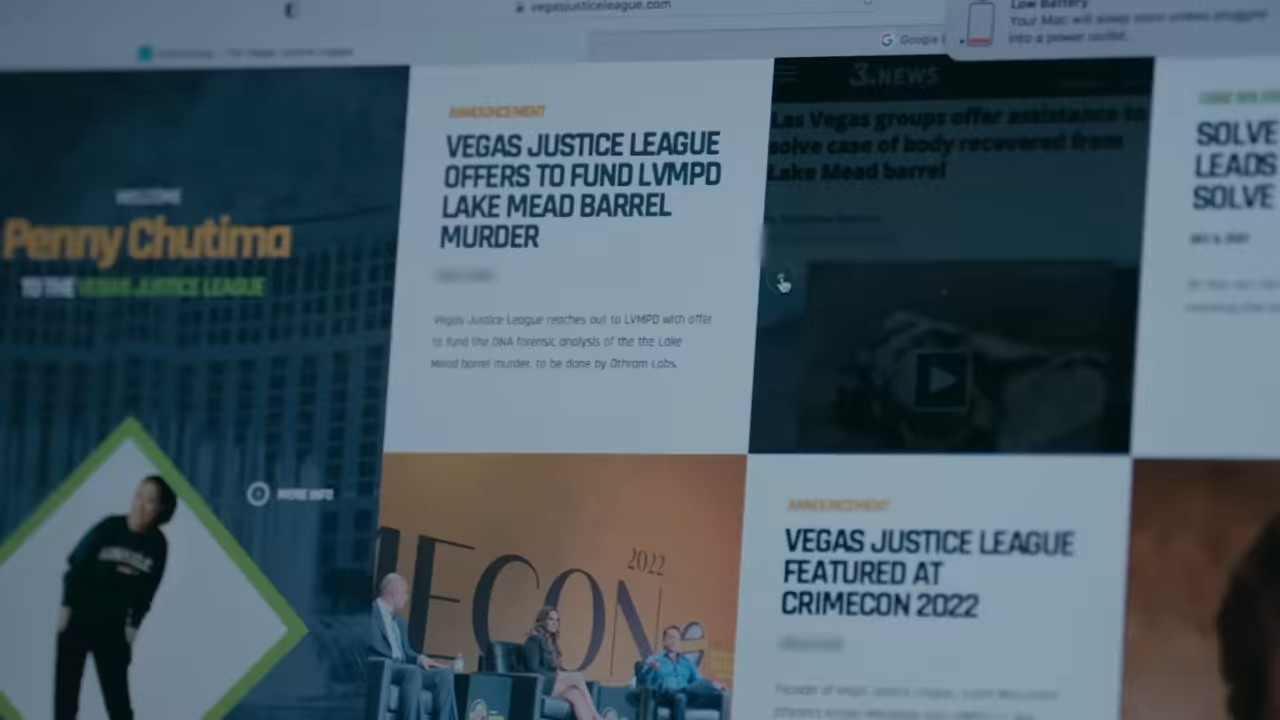 vegasjusticeleague.com
Low Battery
Your Mac will sleep soon unless plugged
into a power outlet.
Google
WELCOME
Penny Chutima
TO THE VEGAS JUSTICE LEAGUE
MORE INFO
ANNOUNCEMENT
VEGAS JUSTICE LEAGUE
OFFERS TO FUND LVMPD
LAKE MEAD BARREL
MURDER
Vegas Justice League reaches out to LVMPD with offer
to fund the DNA forensic analysis of the the Lake
Mead barrel murder, to be done by Othram Labs.
3 NEWS
Las Vegas groups offer assistance to
solve case of body recovered from
Lake Mead barrel
SOLVE
LEADS
SOLVE
MECON
2022
ANNOUNCEMENT
VEGAS JUSTICE LEAGUE
FEATURED AT
CRIMECON 2022